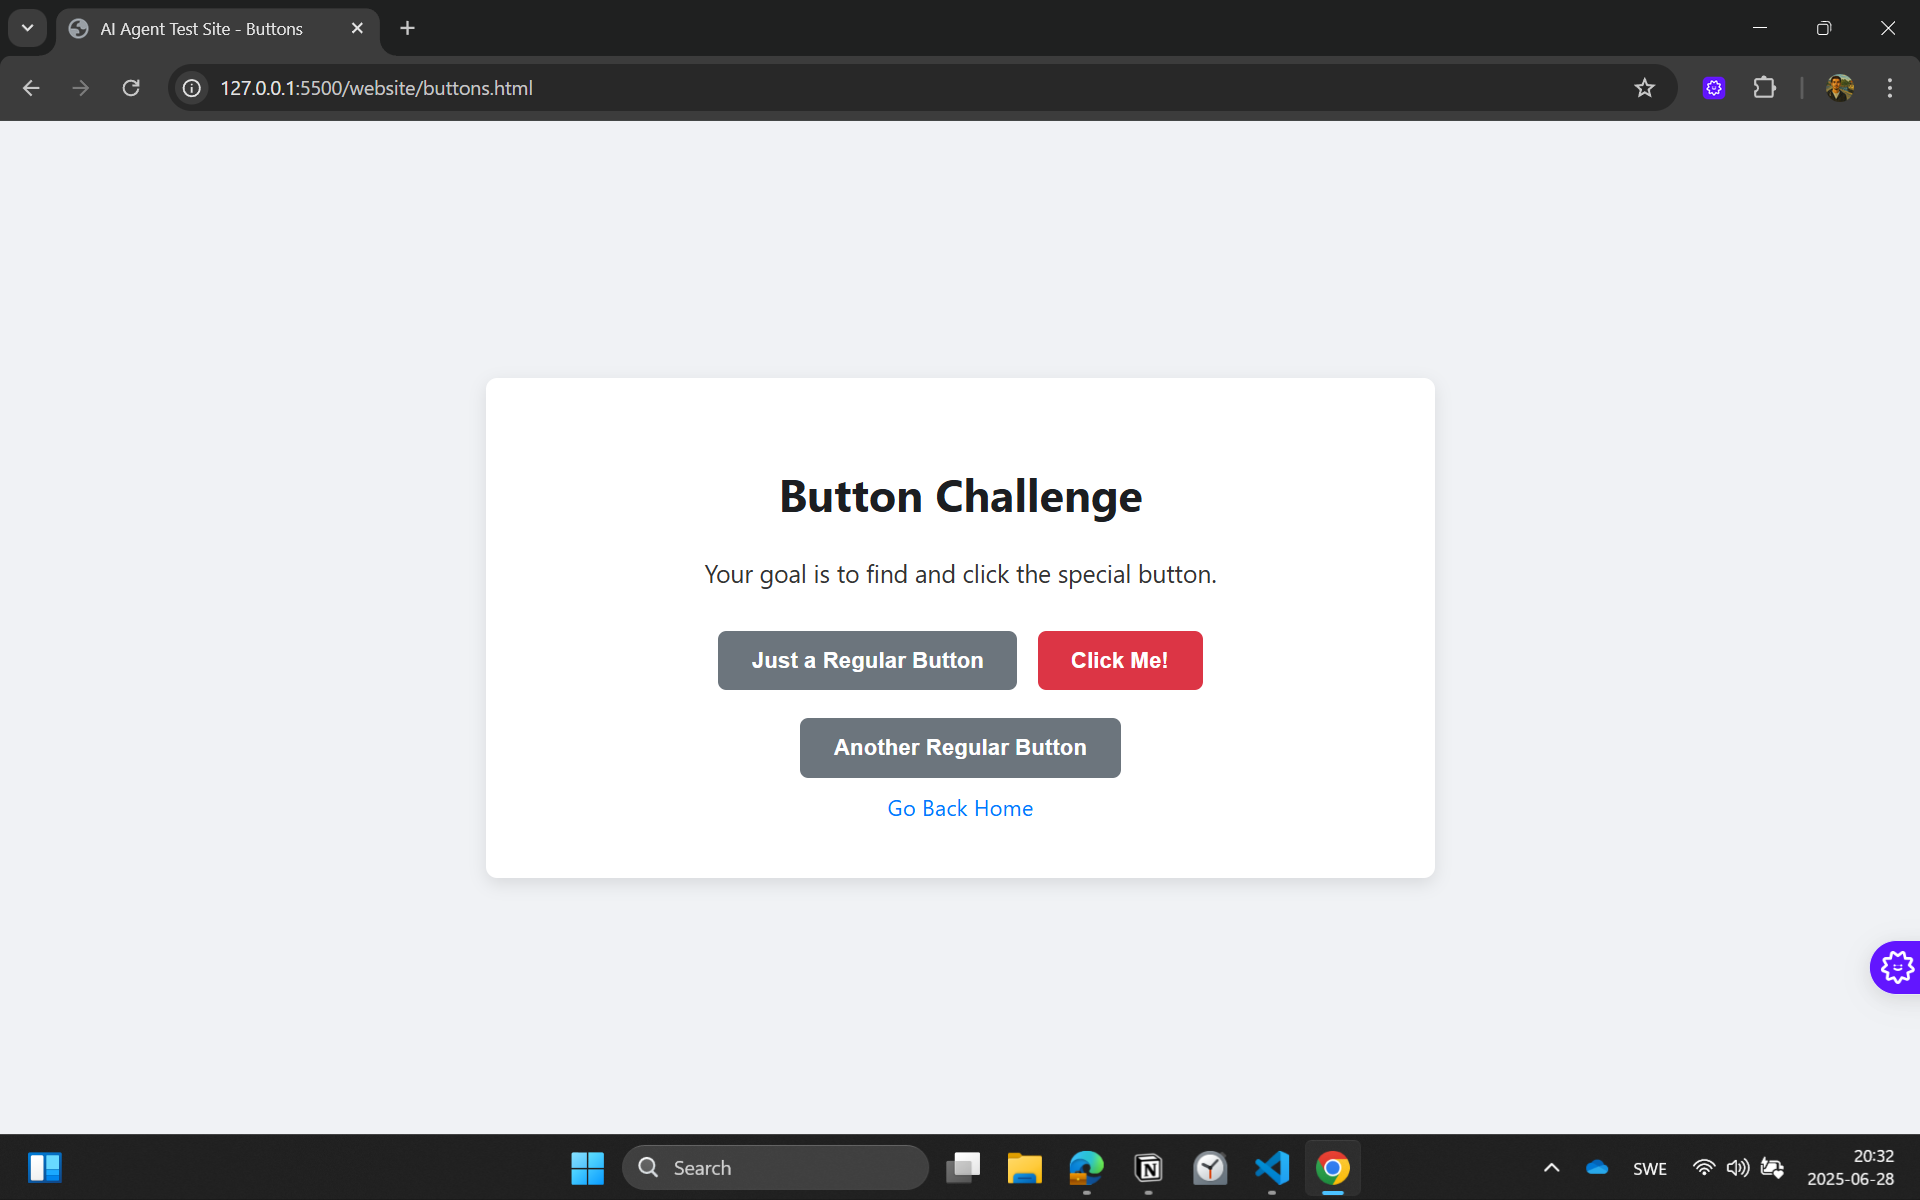 AI Agent Test Site - Buttons
127.0.0.1:5500/website/buttons.html
Button Challenge
Your goal is to find and click the special button.
Just a Regular Button
Click Me!
Another Regular Button
Go Back Home
Search
SWE
20:32
2025-06-28